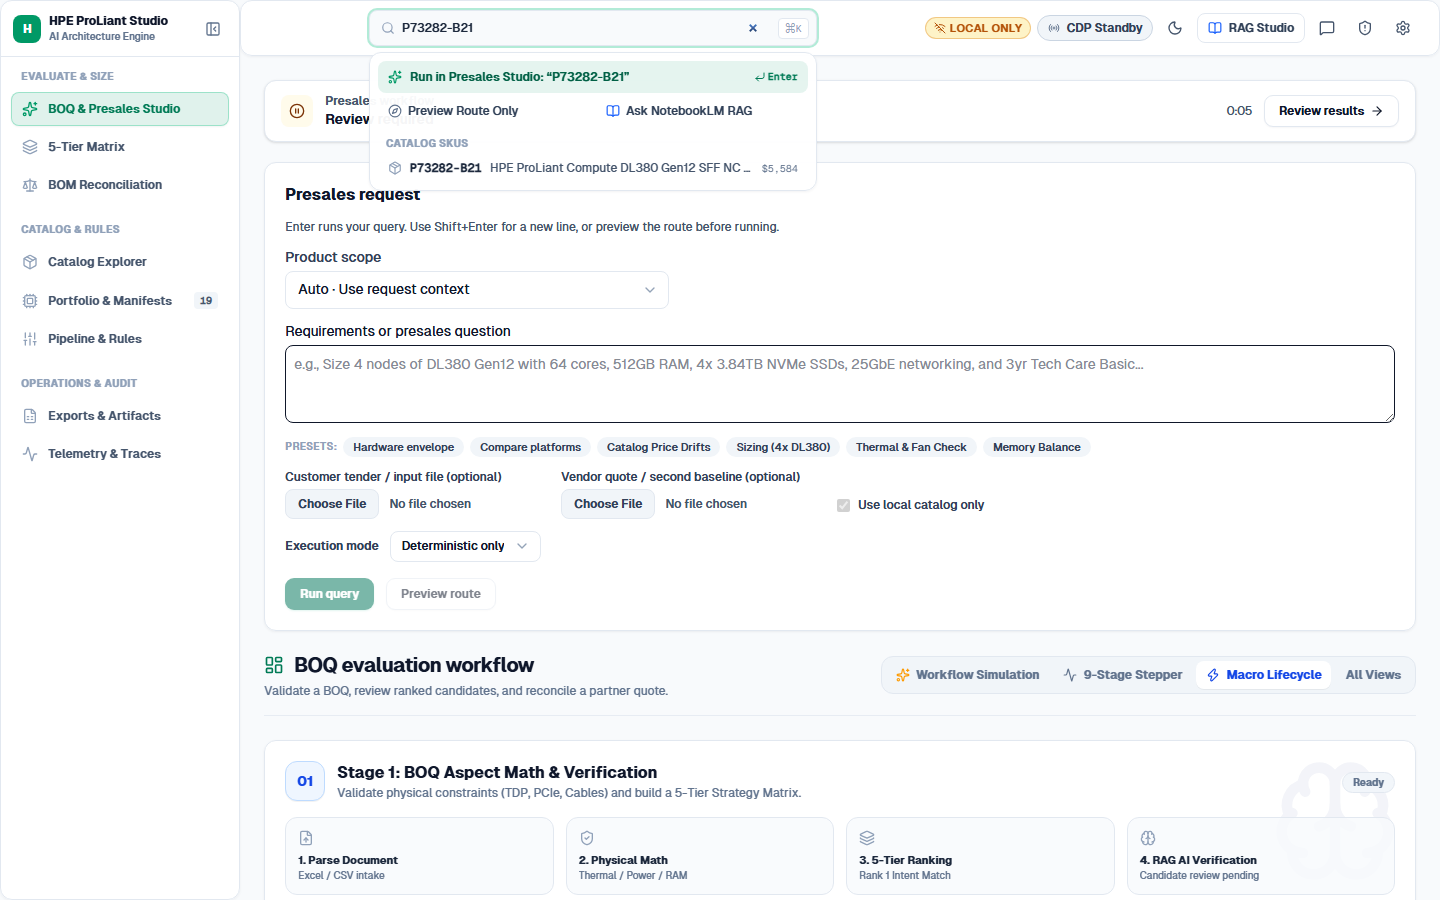 H
HPE ProLiant Studio
AI Architecture Engine
EVALUATE & SIZE
BOQ & Presales Studio
5-Tier Matrix
BOM Reconciliation
CATALOG & RULES
Catalog Explorer
Portfolio & Manifests 19
Pipeline & Rules
OPERATIONS & AUDIT
Exports & Artifacts
Telemetry & Traces
P73282-B21
⌘K
LOCAL ONLY
CDP Standby
RAG Studio
Run in Presales Studio: “P73282-B21”
Enter
Preview Route Only
Ask NotebookLM RAG
CATALOG SKUS
P73282-B21 HPE ProLiant Compute DL380 Gen12 SFF NC ... $5,584
Presale
Review
0:05
Review results
Presales request
Enter runs your query. Use Shift+Enter for a new line, or preview the route before running.
Product scope
Auto · Use request context
Requirements or presales question
e.g., Size 4 nodes of DL380 Gen12 with 64 cores, 512GB RAM, 4x 3.84TB NVMe SSDs, 25GbE networking, and 3yr Tech Care Basic...
PRESETS: Hardware envelope Compare platforms Catalog Price Drifts Sizing (4x DL380) Thermal & Fan Check Memory Balance
Customer tender / input file (optional)
Choose File No file chosen
Vendor quote / second baseline (optional)
Choose File No file chosen
Use local catalog only
Execution mode Deterministic only
Run query
Preview route
BOQ evaluation workflow
Validate a BOQ, review ranked candidates, and reconcile a partner quote.
Workflow Simulation
9-Stage Stepper
Macro Lifecycle
All Views
01
Stage 1: BOQ Aspect Math & Verification
Validate physical constraints (TDP, PCIe, Cables) and build a 5-Tier Strategy Matrix.
Ready
1. Parse Document
Excel / CSV intake
2. Physical Math
Thermal / Power / RAM
3. 5-Tier Ranking
Rank 1 Intent Match
4. RAG AI Verification
Candidate review pending